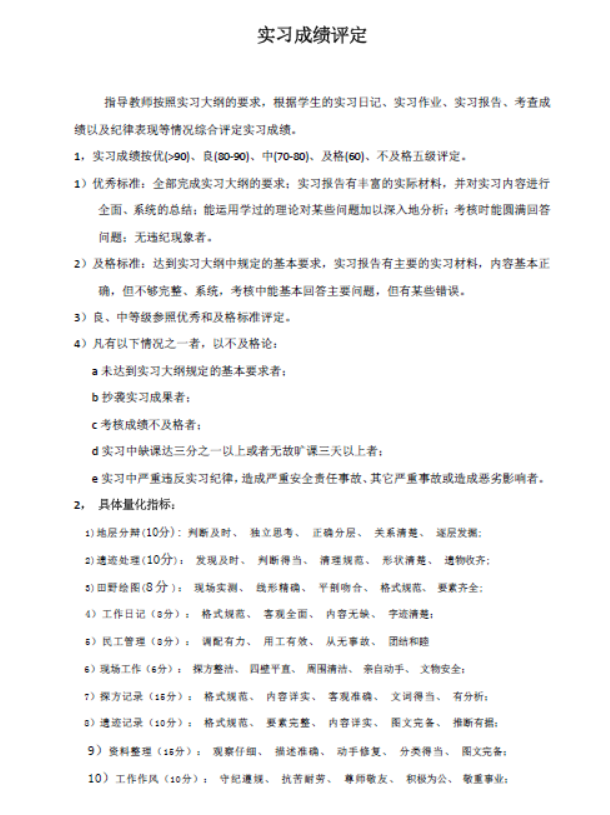 实习成绩评定
指导教师按照实习大纲的要求，根据学生的实习日记、实习作业、实习报告、考查成
绩以及纪律表现等情况综合评定实习成绩。
1，实习成绩按优(>90)、良(80-90)、中(70-80)、及格(60)、不及格五级评定。
1）优秀标准：全部完成实习大纲的要求；实习报告有丰富的实际材料，并对实习内容进行
全面、系统的总结；能运用学过的理论对某些问题加以深入地分析；考核时能圆满回答
问题；无违纪现象者。
2）及格标准：达到实习大纲中规定的基本要求，实习报告有主要的实习材料，内容基本正
确，但不够完整、系统，考核中能基本回答主要问题，但有某些错误。
3）良、中等级参照优秀和及格标准评定。
4）凡有以下情况之一者，以不及格论：
a 未达到实习大纲规定的基本要求者；
b 抄袭实习成果者；
c 考核成绩不及格者；
d 实习中缺课达三分之一以上或者无故旷课三天以上者；
e 实习中严重违反实习纪律，造成严重安全责任事故、其它严重事故或造成恶劣影响者。
2， 具体量化指标：
1)地层分辩(10分)： 判断及时、 独立思考、 正确分层、 关系清楚、 逐层发掘；
2)遗迹处理(10分)： 发现及时、 判断得当、 清理规范、 形状清楚、 遗物收齐；
3)田野绘图(8分)： 现场实测、 线形精确、 平剖吻合、 格式规范、 要素齐全；
4）工作日记（8分）： 格式规范、 客观全面、 内容无缺、 字迹清楚；
5）民工管理（8分）： 调配有力、 用工有效、 从无事故、 团结和睦
6）现场工作（6分）： 探方整洁、 四壁平直、 周围清洁、 亲自动手、 文物安全；
7）探方记录（15分）： 格式规范、 内容详实、 客观准确、 文词得当、 有分析；
8）遗迹记录（10分）： 格式规范、 要素完整、 内容详实、 图文完备、 推断有据；
9）资料整理（15分）： 观察仔细、 描述准确、 动手修复、 分类得当、 图文完备；
10）工作作风（10分）： 守纪遵规、 抗苦耐劳、 尊师敬友、 积极为公、 敬重事业；